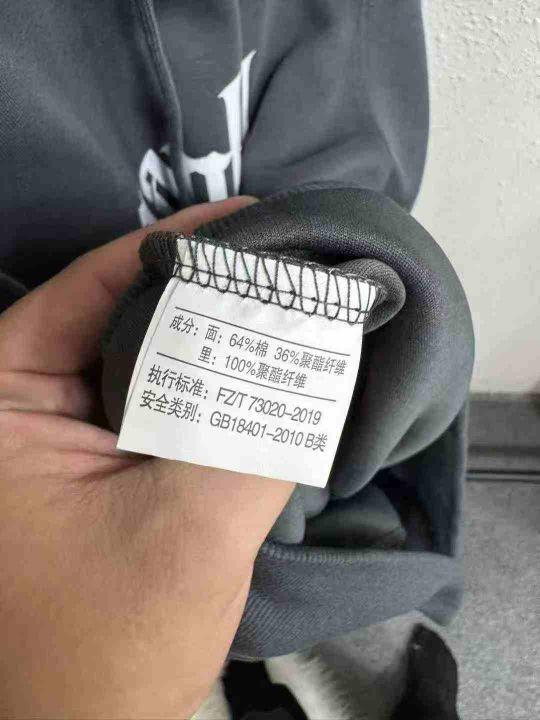 成分：面：64%棉 36%聚酯纤维
里：100%聚酯纤维
执行标准：FZ/T 73020-2019
安全类别：GB18401-2010 B类